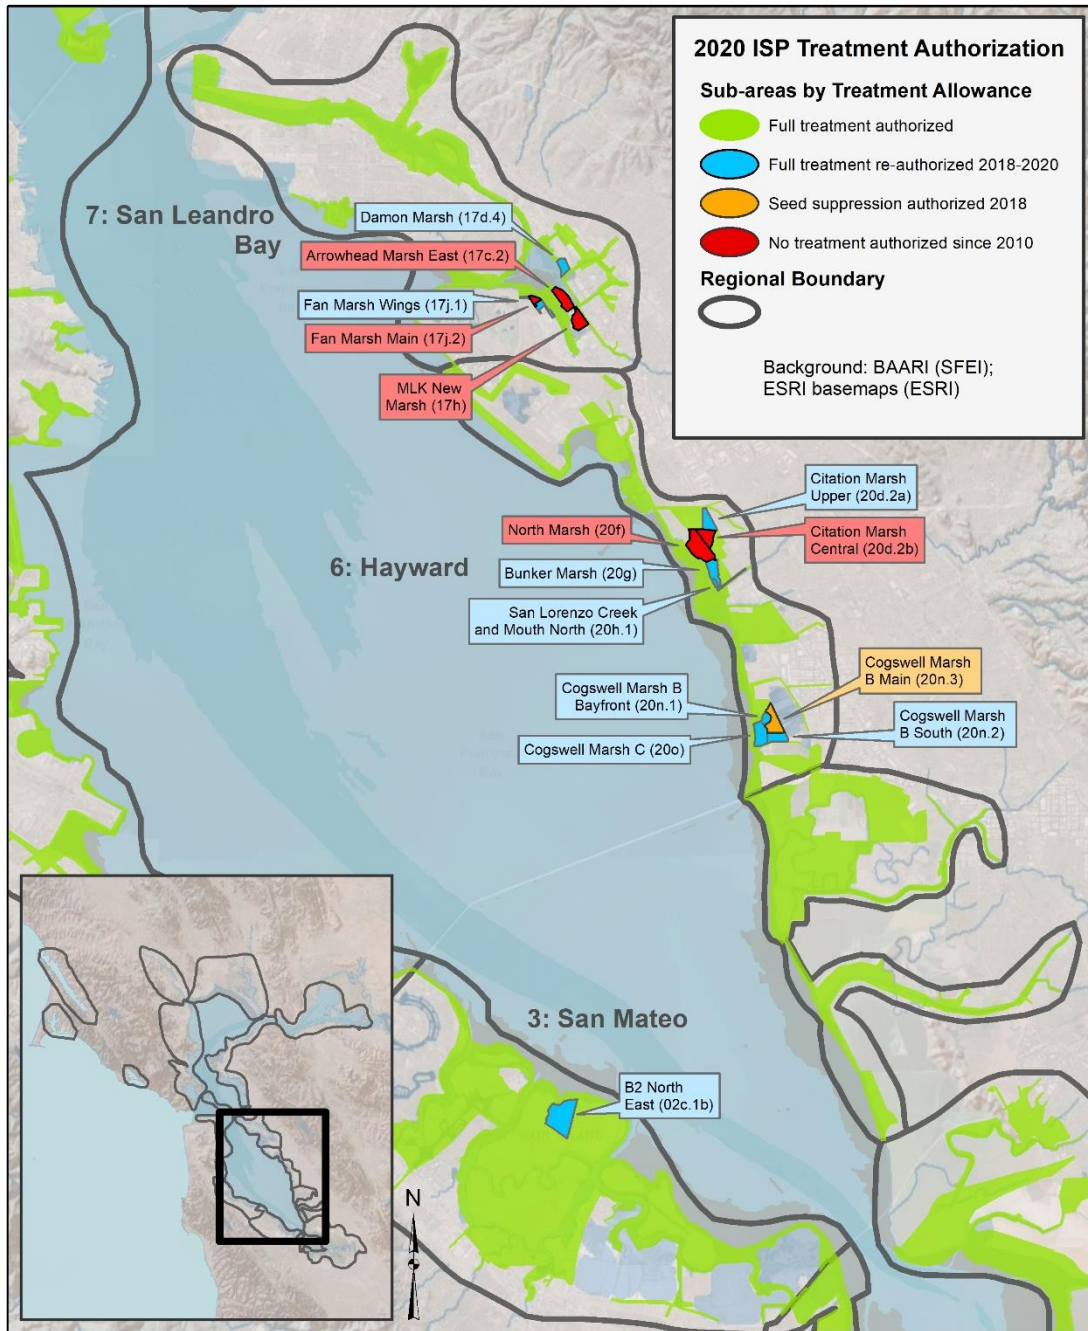 2020 ISP Treatment Authorization
Sub-areas by Treatment Allowance
Full treatment authorized
Full treatment re-authorized 2018-2020
Seed suppression authorized 2018
No treatment authorized since 2010
Regional Boundary
Background: BAARI (SFEI);
ESRI basemaps (ESRI)
7: San Leandro
Bay
Damon Marsh (17d.4)
Arrowhead Marsh East (17c.2)
Fan Marsh Wings (17j.1)
Fan Marsh Main (17j.2)
MLK New
Marsh (17h)
Citation Marsh
Upper (20d.2a)
North Marsh (20f)
Citation Marsh
Central (20d.2b)
6: Hayward
Bunker Marsh (20g)
San Lorenzo Creek
and Mouth North (20h.1)
Cogswell Marsh
B Main (20n.3)
Cogswell Marsh B
Bayfront (20n.1)
Cogswell Marsh
B South (20n.2)
Cogswell Marsh C (20o)
3: San Mateo
B2 North
East (02c.1b)
N